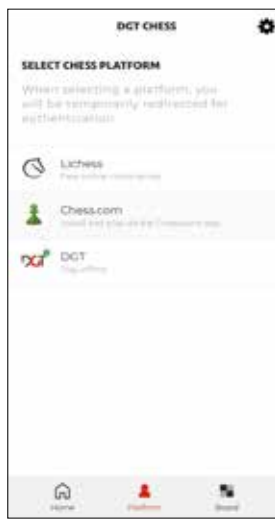 DGT CHESS
SELECT CHESS PLATFORM
When selecting a platform, you
will be temporarily redirected for
authentication
Lichess
Chess.com
DGT
DGT
Play offline
Home
Platform
Board